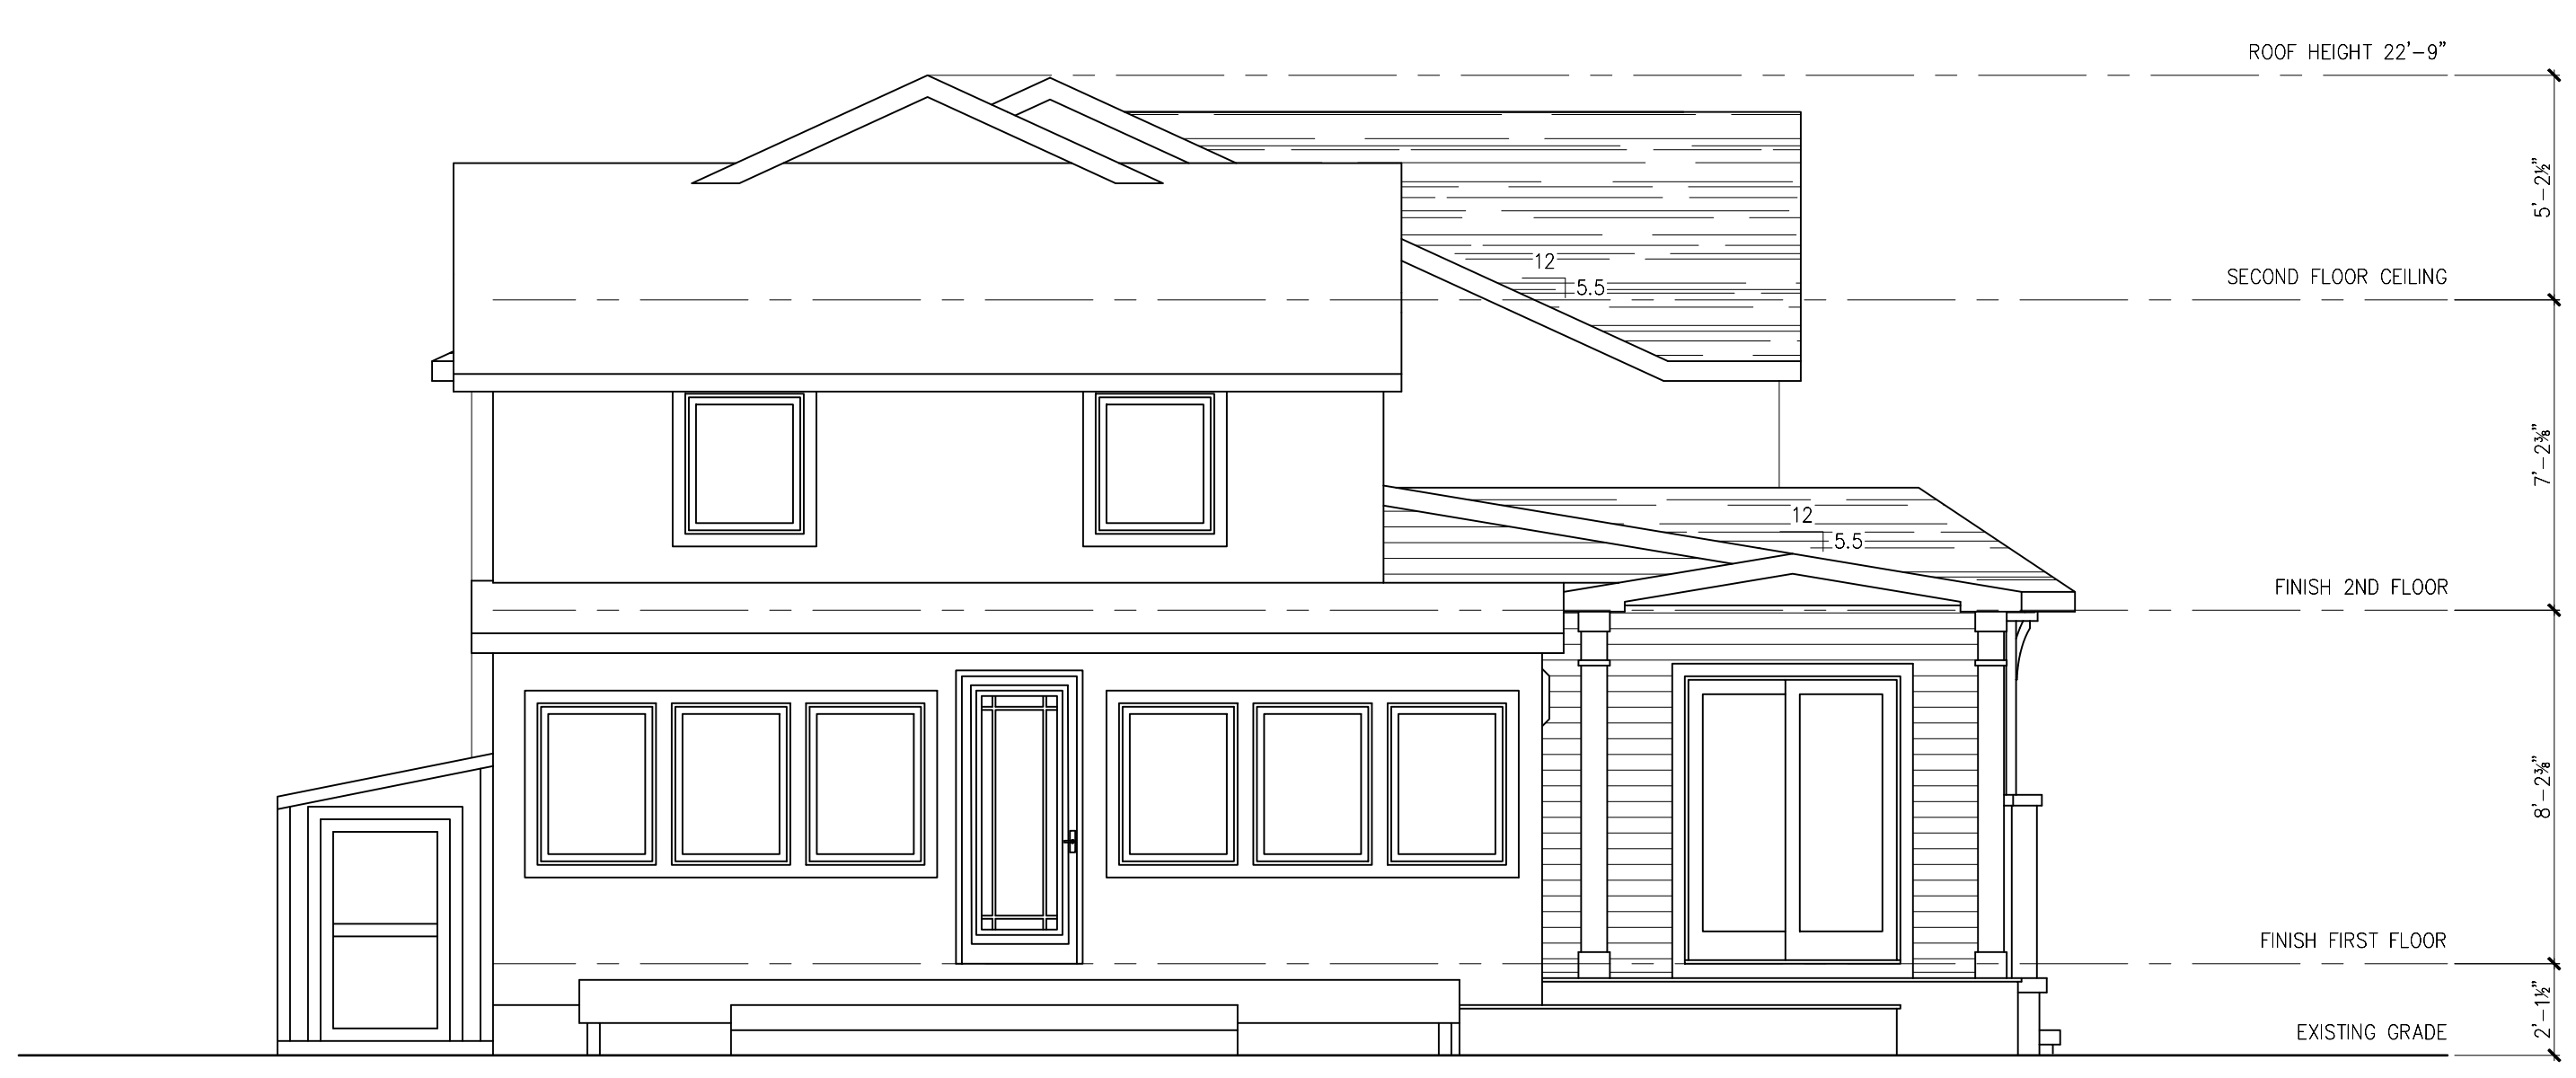 ROOF HEIGHT 22'-9"
5'-2½"
12
5.5
SECOND FLOOR CEILING
7'-2⅜"
12
5.5
FINISH 2ND FLOOR
8'-2⅜"
FINISH FIRST FLOOR
2'-1½"
EXISTING GRADE